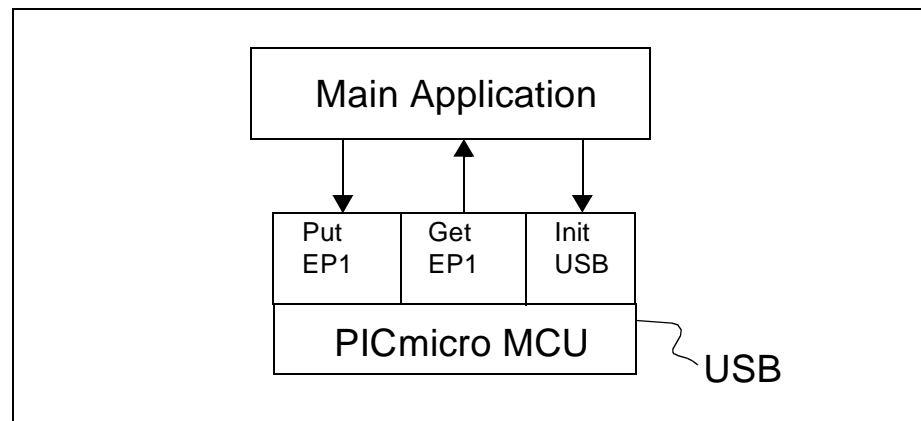 Main Application
Put
EP1
Get
EP1
Init
USB
PICmicro MCU
USB